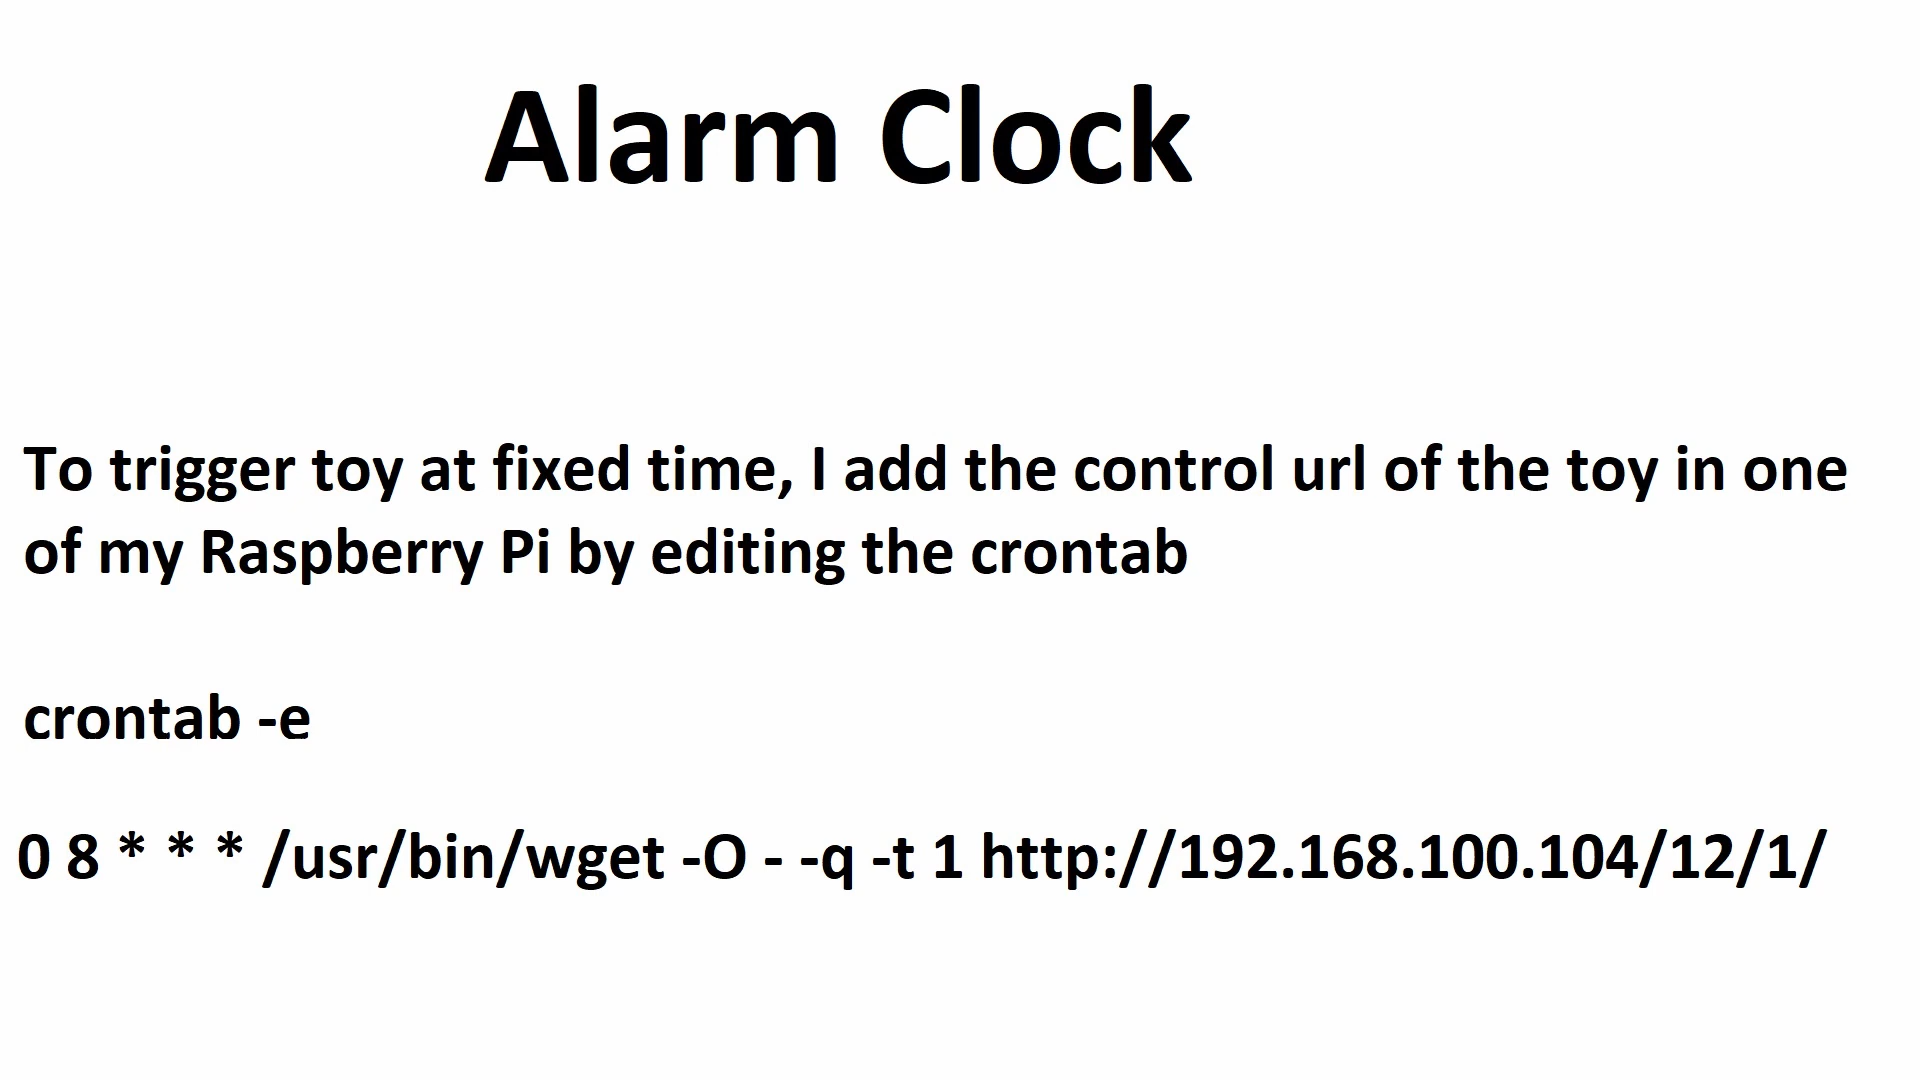 Alarm Clock
To trigger toy at fixed time, I add the control url of the toy in one
of my Raspberry Pi by editing the crontab
crontab -e
0 8 * * * /usr/bin/wget -O - -q -t 1 http://192.168.100.104/12/1/